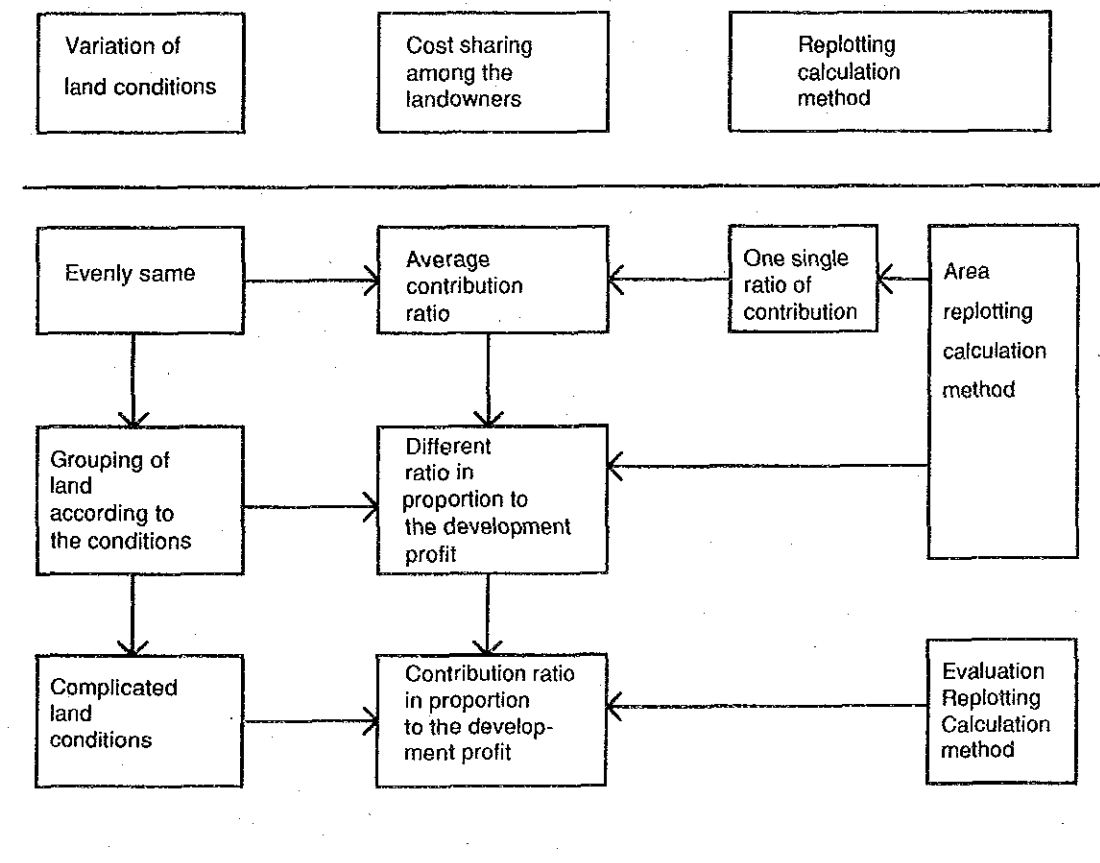 Variation of
land conditions
Cost sharing
among the
landowners
Replotting
calculation
method
Evenly same
Average
contribution
ratio
One single
ratio of
contribution
Area
replotting
calculation
method
Grouping of
land
according to
the conditions
Different
ratio in
proportion to
the development
profit
Complicated
land
conditions
Contribution ratio
in proportion
to the develop-
ment profit
Evaluation
Replotting
Calculation
method